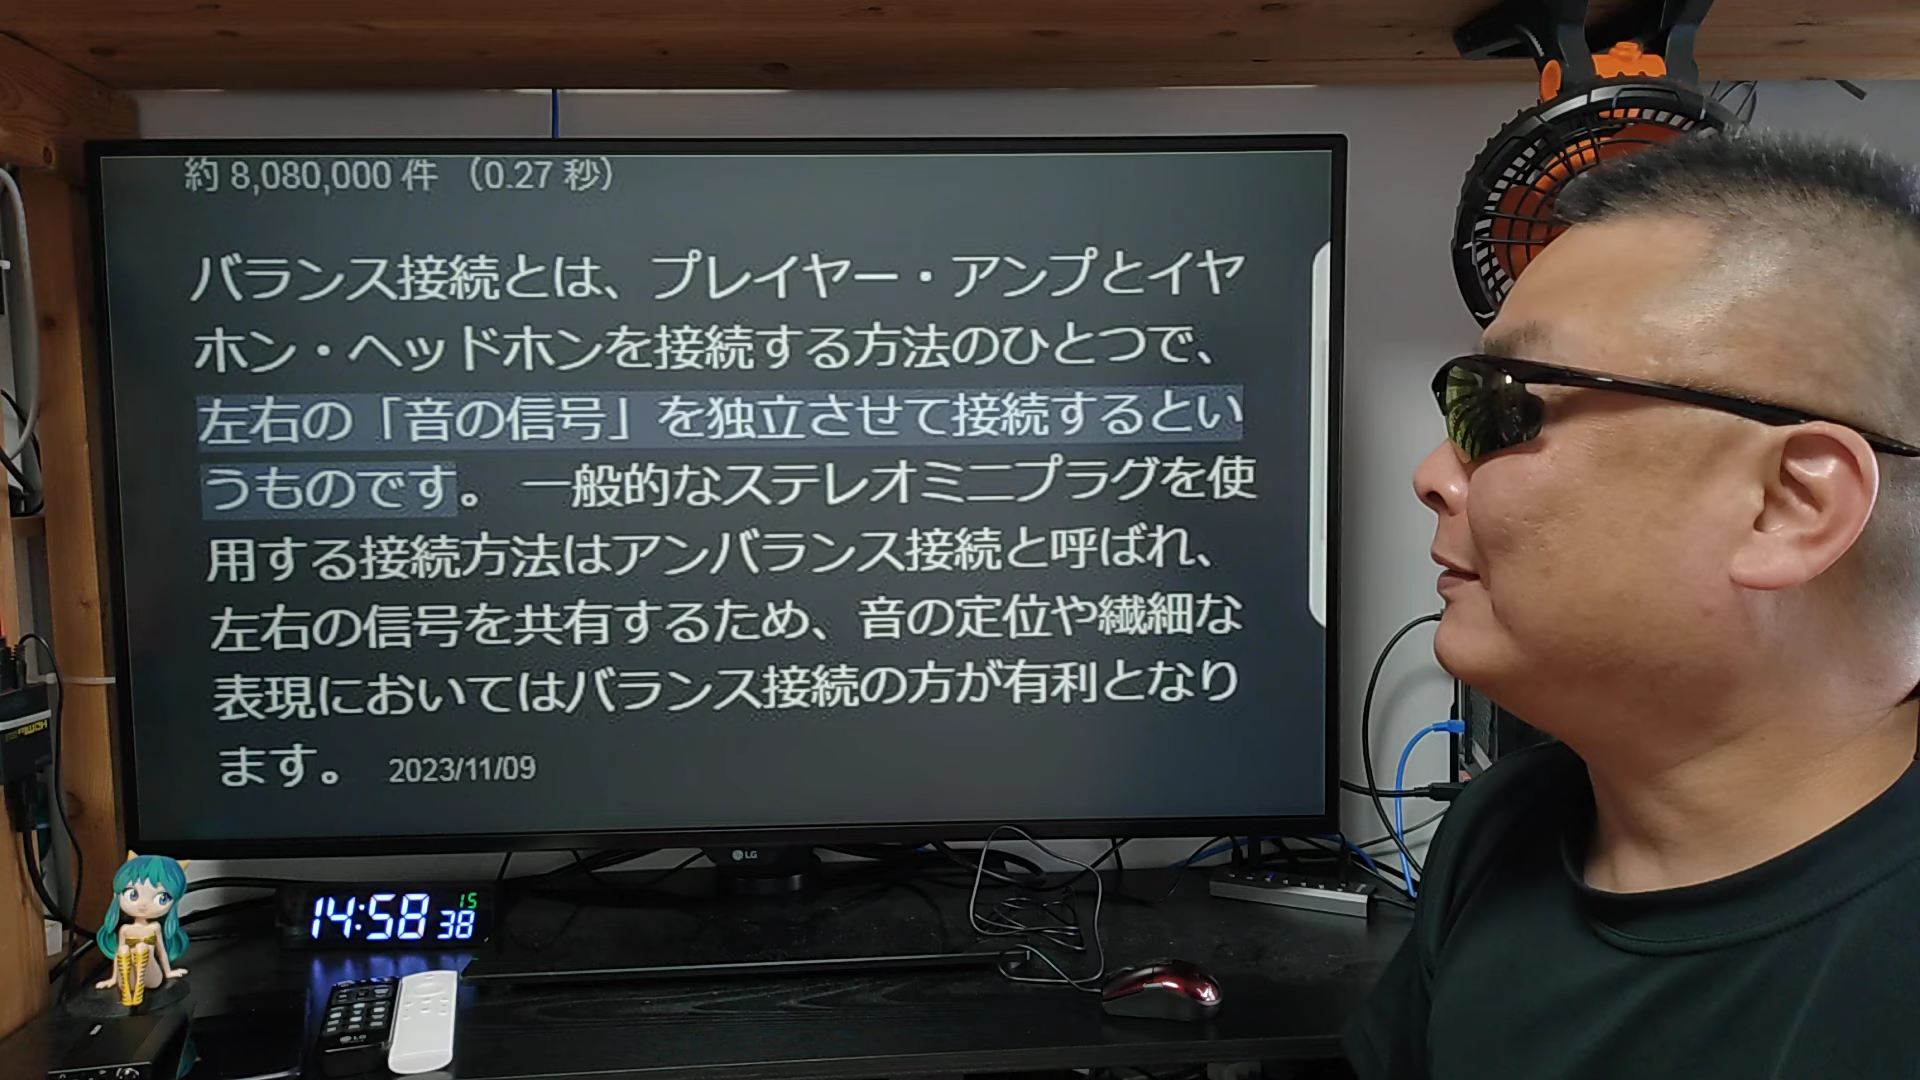 約 8,080,000 件 (0.27 秒)
バランス接続とは、プレイヤー・アンプとイヤ
ホン・ヘッドホンを接続する方法のひとつで、
左右の「音の信号」を独立させて接続するとい
うものです。 一般的なステレオミニプラグを使
用する接続方法はアンバランス接続と呼ばれ、
左右の信号を共有するため、音の定位や繊細な
表現においてはバランス接続の方が有利となり
ます。 2023/11/09
LG
14:58 38 15
LG